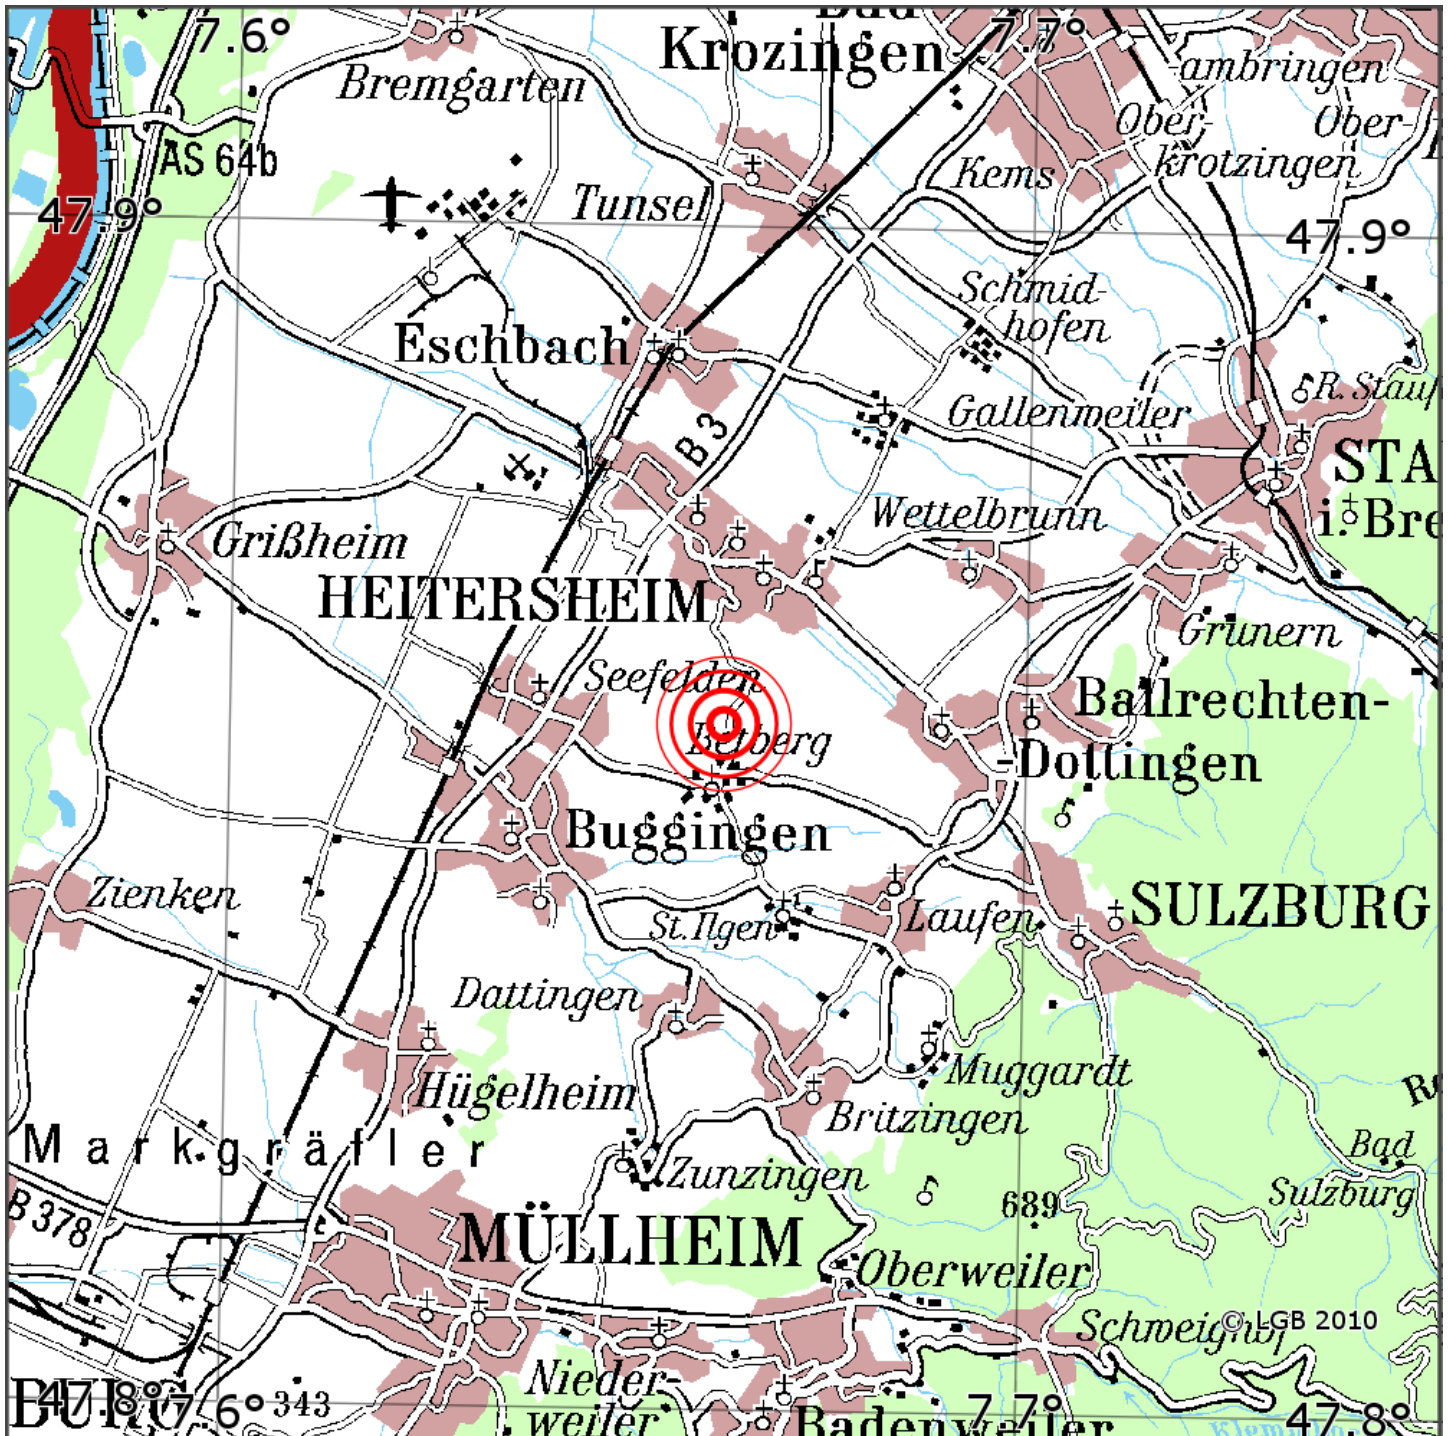 7.6°
Krozingen
7.7°
Bremgarten
ambringen
Ober-
krotzingen
Ober-
AS 64b
Kems
Tunsel
47.9°
47.9°
Schmid-
hofen
Eschbach
R. Stauf
Gallenweiler
B 3
STA
i. Bre
Wettelbrunn
Grißheim
HEITERSHEIM
Grunern
Seefelden
Ballrechten-
-Dottingen
Betberg
Buggingen
Zienken
SULZBURG
St. Ilgen
Laufen
Dattingen
Muggardt
Hügelheim
Britzingen
Markgräfler
Bad
Sulzburg
Zunzingen
689
B 378
MÜLLHEIM
Oberweiler
Schweighof
© LGB 2010
Nieder-
weiler
47.8°
7.6°
343
7.7°
47.8°
Badenweiler